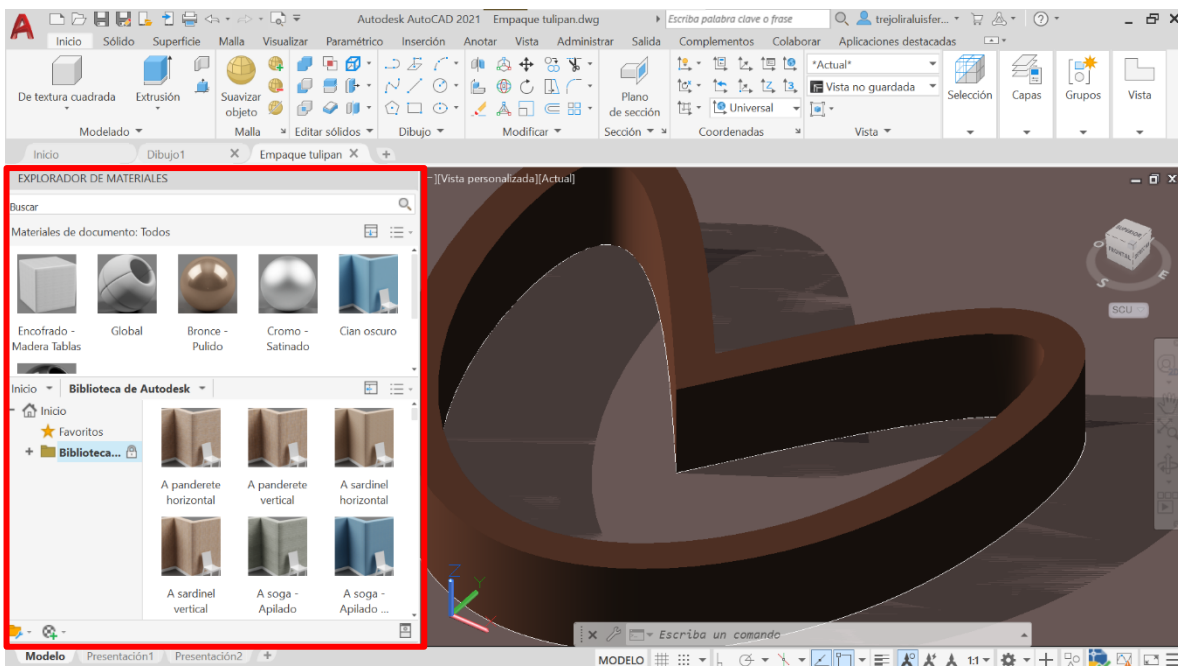 Autodesk AutoCAD 2021 Empaque tulipan.dwg
Escriba palabra clave o frase
trejoliraluisfer...
Inicio Sólido Superficie Malla Visualizar Paramétrico Inserción Anotar Vista Administrar Salida Complementos Colaborar Aplicaciones destacadas
De textura cuadrada
Extrusión
Suavizar
objeto
Plano
de sección
Universal
*Actual*
Vista no guardada
Selección
Capas
Grupos
Vista
Modelado
Malla
Editar sólidos
Dibujo
Modificar
Sección
Coordenadas
Vista
Inicio Dibujo1 X Empaque tulipan X +
EXPLORADOR DE MATERIALES
Buscar
Materiales de documento: Todos
Encofrado -
Madera Tablas
Global
Bronce -
Pulido
Cromo -
Satinado
Cian oscuro
Inicio Biblioteca de Autodesk
Inicio
Favoritos
Biblioteca...
A panderete
horizontal
A panderete
vertical
A sardinel
horizontal
A sardinel
vertical
A soga -
Apilado
A soga -
Apilado ...
][Vista personalizada][Actual]
SUPERIOR
FRONTAL
O
S
E
SCU
Z
Y
Escriba un comando
Modelo Presentación1 Presentación2 +
MODELO
1:1